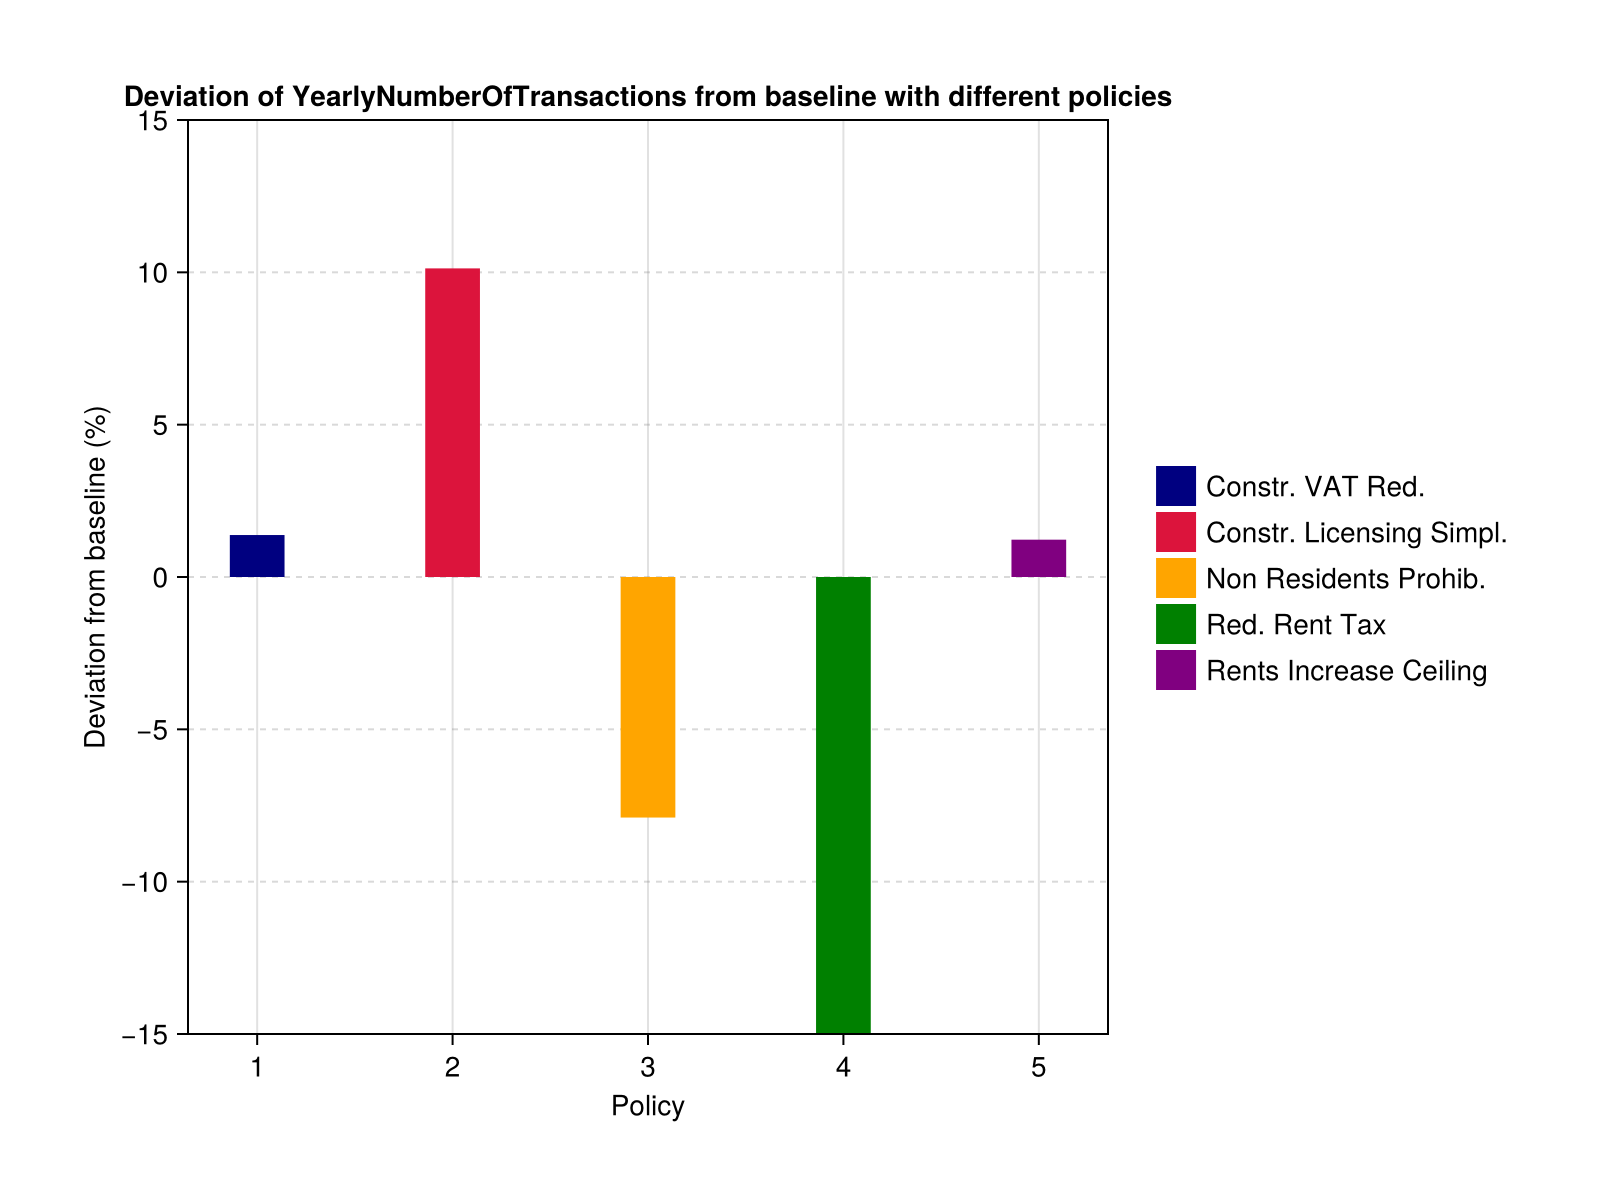 Deviation of YearlyNumberOfTransactions from baseline with different policies
15
10
5
0
−5
−10
−15
Deviation from baseline (%)
1 2 3 4 5
Policy
Constr. VAT Red.
Constr. Licensing Simpl.
Non Residents Prohib.
Red. Rent Tax
Rents Increase Ceiling